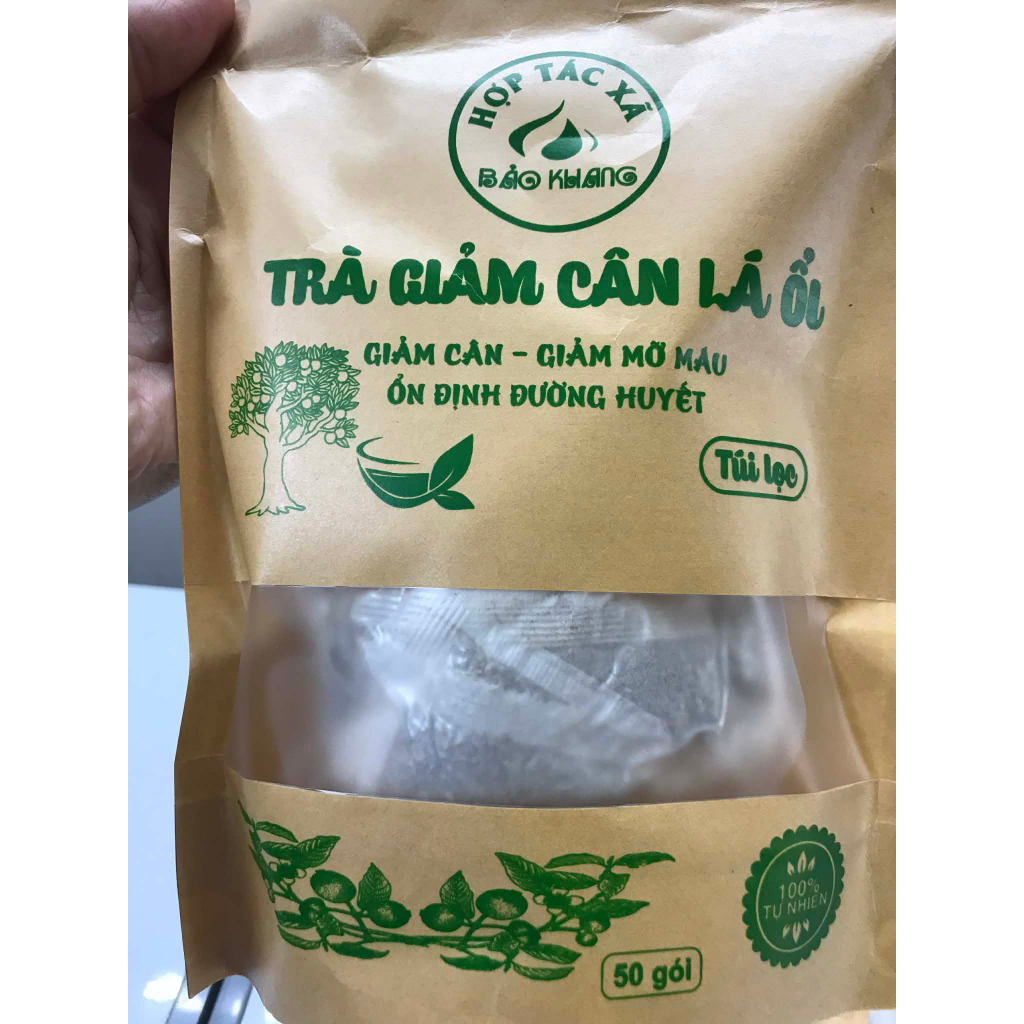 HỢP TÁC XÃ
BẢO KHANG
TRÀ GIẢM CÂN LÁ ỔI
GIẢM CÂN - GIẢM MỠ MÁU
ỔN ĐỊNH ĐƯỜNG HUYẾT
Túi lọc
100%
TỰ NHIÊN
50 gói